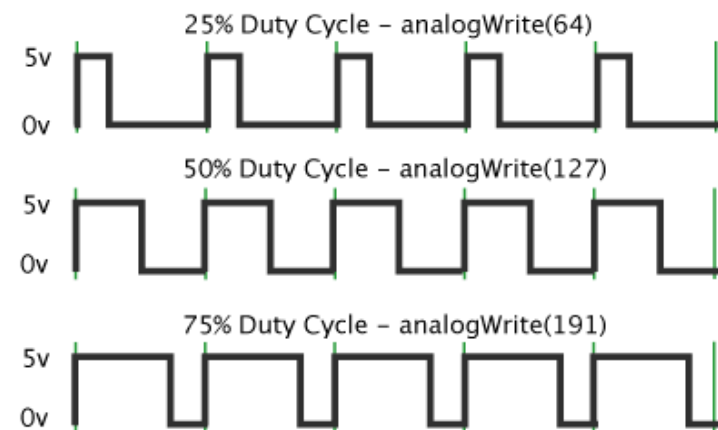 25% Duty Cycle – analogWrite(64)
5v
0v
50% Duty Cycle – analogWrite(127)
5v
0v
75% Duty Cycle – analogWrite(191)
5v
0v